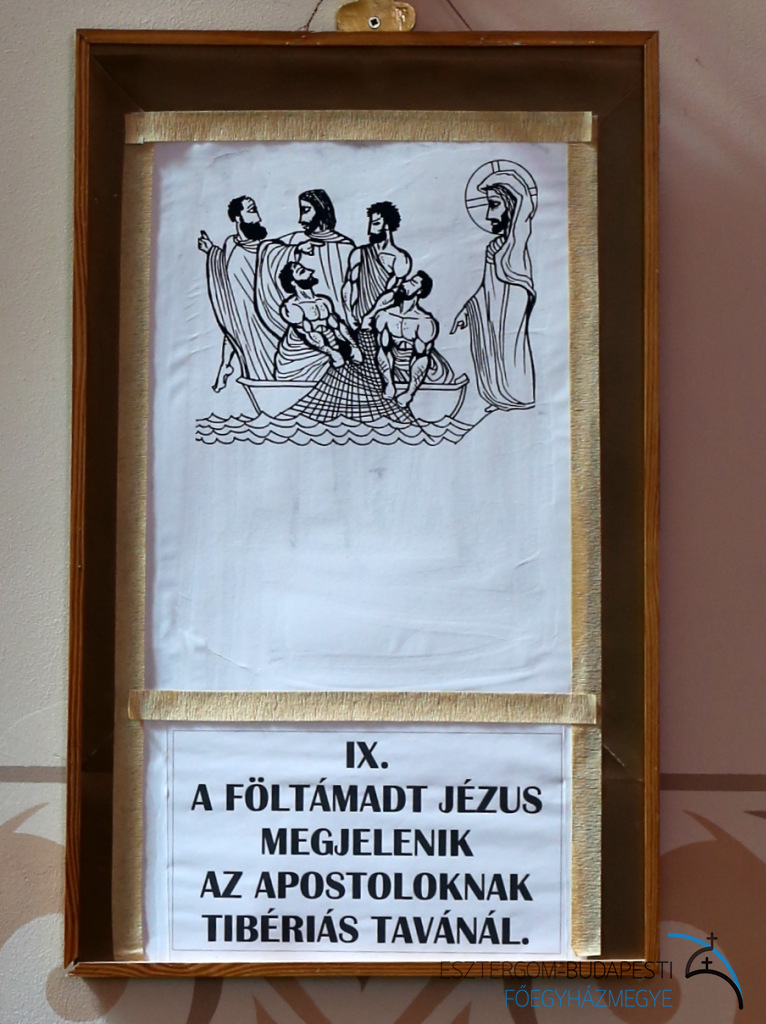 IX.
A FÖLTÁMADT JÉZUS
MEGJELENIK
AZ APOSTOLOKNAK
TIBÉRIÁS TAVÁNÁL.
ESZTERGOM-BUDAPESTI
FŐEGYHÁZMEGYE